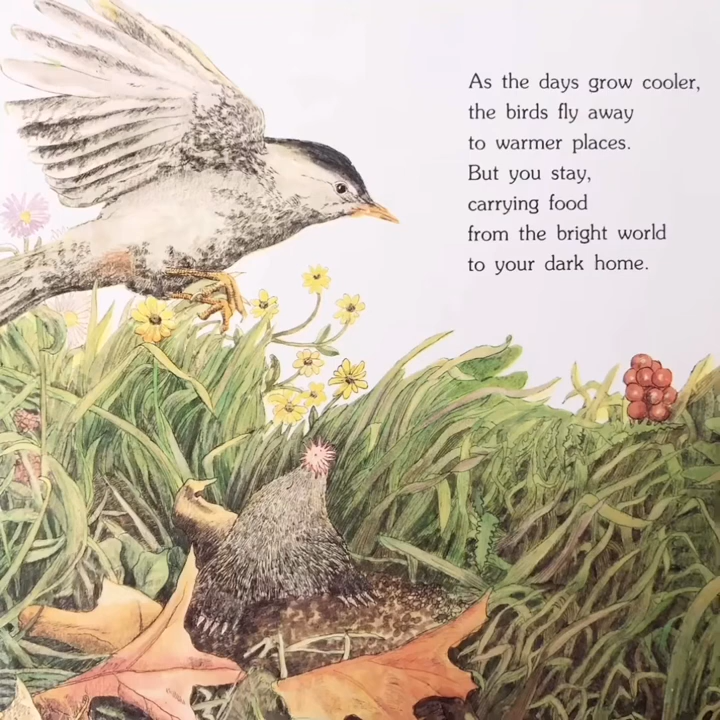 As the days grow cooler,
the birds fly away
to warmer places.
But you stay,
carrying food
from the bright world
to your dark home.